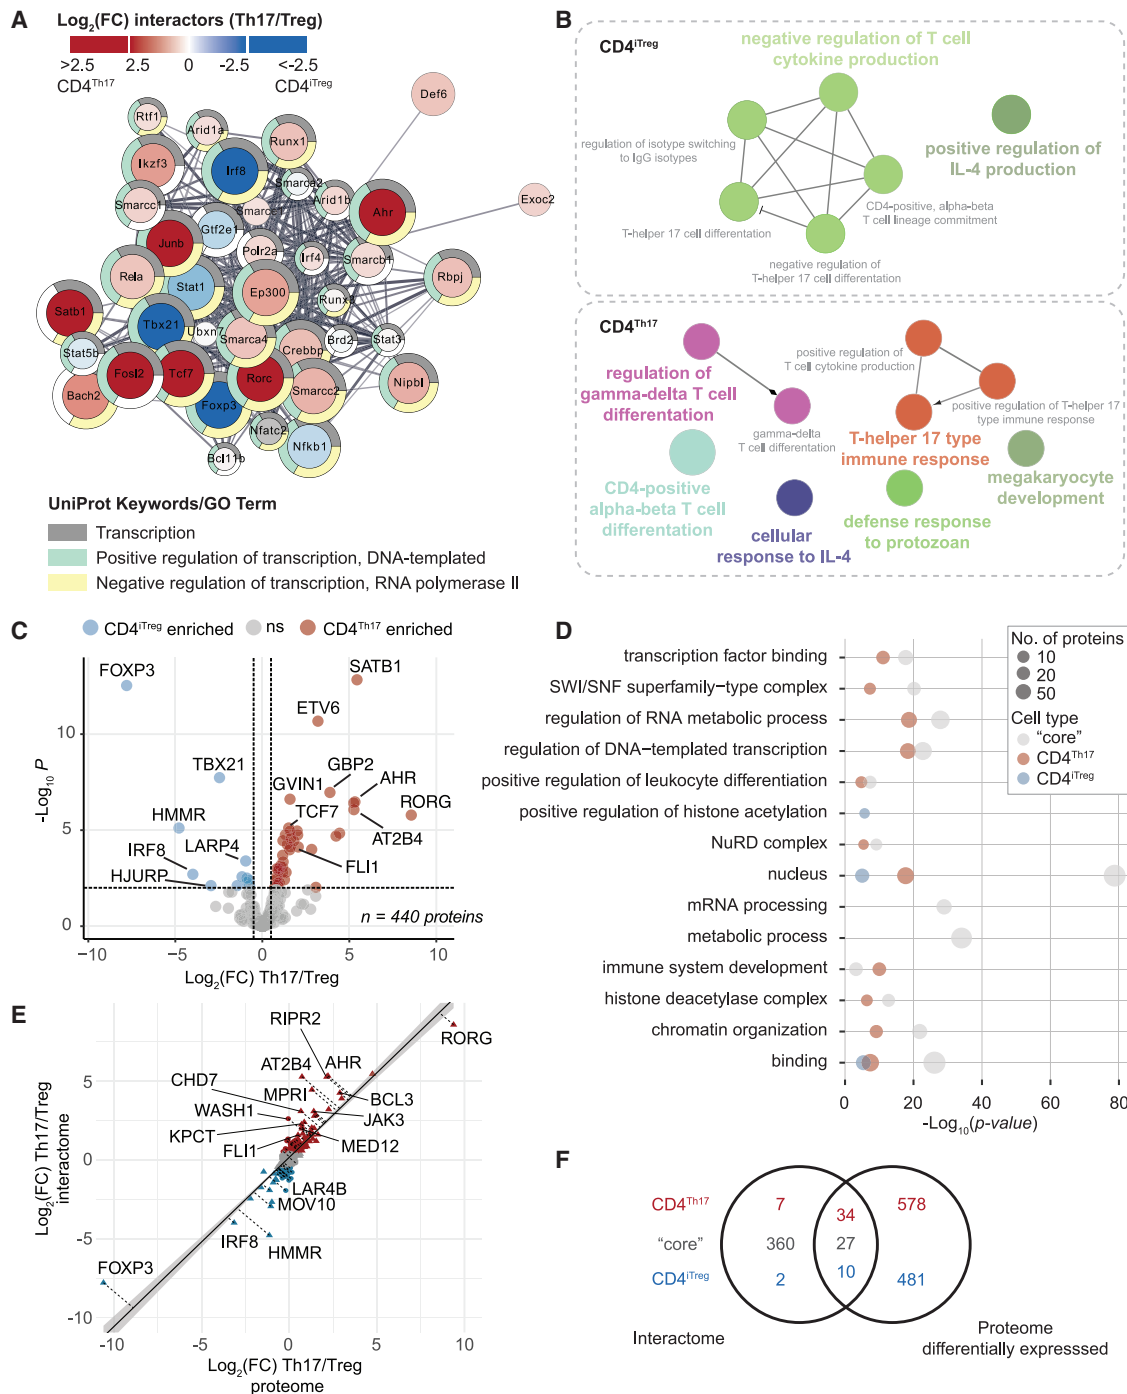 A
Log2(FC) interactors (Th17/Treg)
>2.5 2.5 0 -2.5 <-2.5
CD4Th17 CD4iTreg
Def6
Rtf1
Arid1a
Runx1
Ikzf3
Irf8
Smarca2
Exoc2
Smarcc1
Smarce1
Arid1b
Ahr
Gtf2e1
Junb
Polr2a
Irf4
Smarcb1
Rela
Stat1
Ep300
Rbpj
Satb1
Tbx21
Ubxn7
Runx3
Smarca4
Crebbp
Brd2
Stat3
Stat5b
Fosl2
Tcf7
Rorc
Smarcc2
Nipbl
Bach2
Foxp3
Nfatc2
Nfkb1
Bcl11b
UniProt Keywords/GO Term
Transcription
Positive regulation of transcription, DNA-templated
Negative regulation of transcription, RNA polymerase II
B
CD4iTreg
negative regulation of T cell
cytokine production
regulation of isotype switching
to IgG isotypes
positive regulation of
IL-4 production
CD4-positive, alpha-beta
T cell lineage commitment
T-helper 17 cell differentation
negative regulation of
T-helper 17 cell differentation
CD4Th17
positive regulation of
T cell cytokine production
regulation of
gamma-delta T cell
differentation
positive regulation of T-helper 17
type immune response
gamma-delta
T cell differentation
T-helper 17 type
immune response
CD4-positive
alpha-beta T cell
differentation
megakaryocyte
development
cellular
response to IL-4
defense response
to protozoan
C
CD4iTreg enriched ns CD4Th17 enriched
FOXP3
SATB1
ETV6
TBX21
GBP2
GVIN1
AHR
HMMR
TCF7
RORG
AT2B4
IRF8
LARP4
FLI1
HJURP
n = 440 proteins
-Log10 P
10
5
0
−10 −5 0 5 10
Log2(FC) Th17/Treg
D
No. of proteins
10
20
50
Cell type
“core”
CD4Th17
CD4iTreg
transcription factor binding
SWI/SNF superfamily−type complex
regulation of RNA metabolic process
regulation of DNA−templated transcription
positive regulation of leukocyte differentiation
positive regulation of histone acetylation
NuRD complex
nucleus
mRNA processing
metabolic process
immune system development
histone deacetylase complex
chromatin organization
binding
0 20 40 60 80
-Log10(p-value)
E
RIPR2
RORG
AT2B4
AHR
CHD7
MPRI
BCL3
WASH1
JAK3
KPCT
MED12
FLI1
LAR4B
MOV10
IRF8
HMMR
FOXP3
Log2(FC) Th17/Treg
interactome
5
0
-5
-10
-10 -5 0 5 10
Log2(FC) Th17/Treg
proteome
F
CD4Th17 7 34 578
“core” 360 27
CD4iTreg 2 10 481
Interactome
Proteome
differentially expresssed